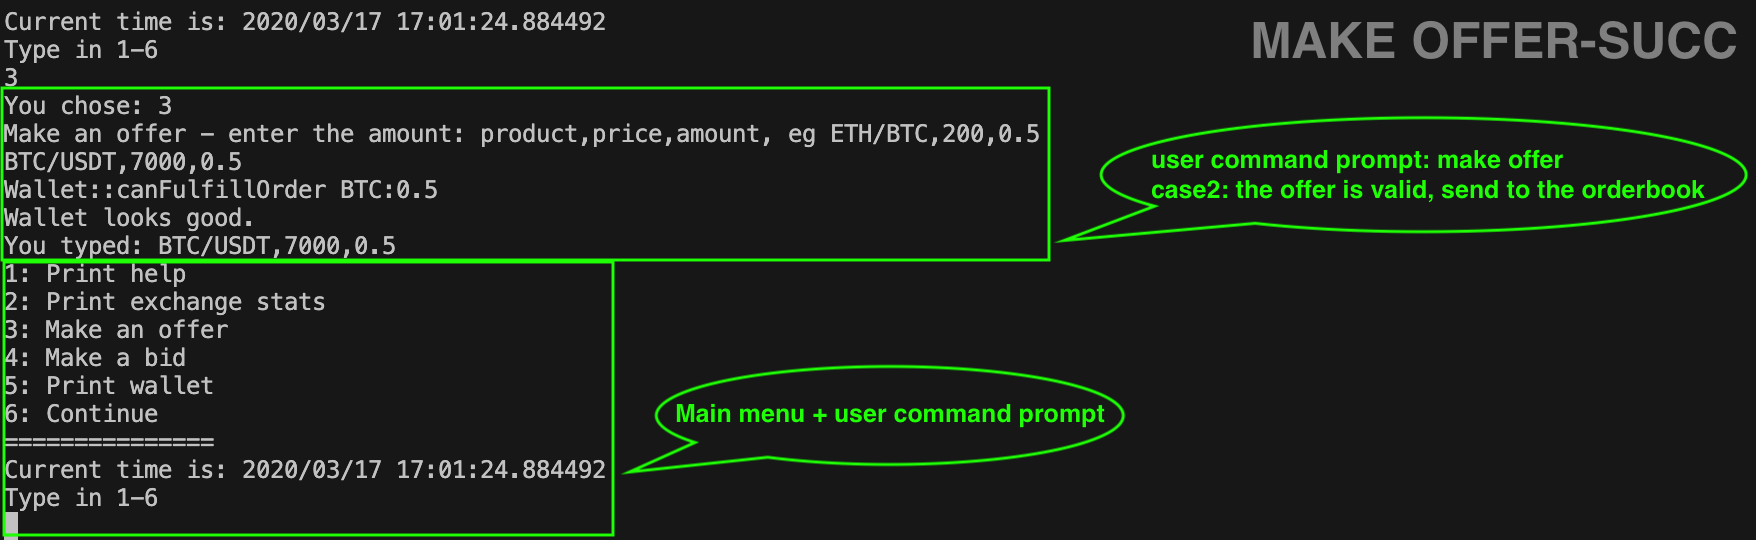 Current time is: 2020/03/17 17:01:24.884492
MAKE OFFER-SUCC
Type in 1-6
3
You chose: 3
Make an offer - enter the amount: product,price,amount, eg ETH/BTC,200,0.5
BTC/USDT,7000,0.5
Wallet::canFulfillOrder BTC:0.5
Wallet looks good.
You typed: BTC/USDT,7000,0.5
user command prompt: make offer
case2: the offer is valid, send to the orderbook
1: Print help
2: Print exchange stats
3: Make an offer
4: Make a bid
5: Print wallet
6: Continue
===============
Current time is: 2020/03/17 17:01:24.884492
Type in 1-6
Main menu + user command prompt